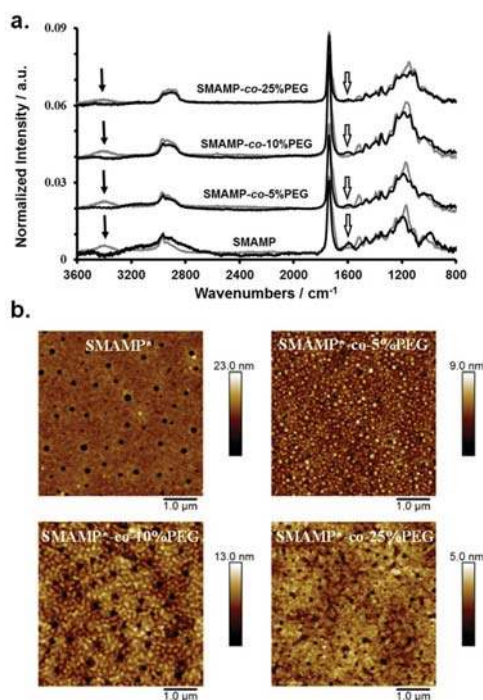 a.
0.09
Normalized Intensity / a.u.
SMAMP-co-25%PEG
0.06
SMAMP-co-10%PEG
0.03
SMAMP-co-5%PEG
SMAMP
0
3600 2800 2000 1600 1200 800
Wavenumbers / cm-1
b.
SMAMP* 23.0 nm
1.0 µm
SMAMP*-co-5%PEG 9.0 nm
1.0 µm
SMAMP*-co-10%PEG 13.0 nm
1.0 µm
SMAMP*-co-25%PEG 5.0 nm
1.0 µm